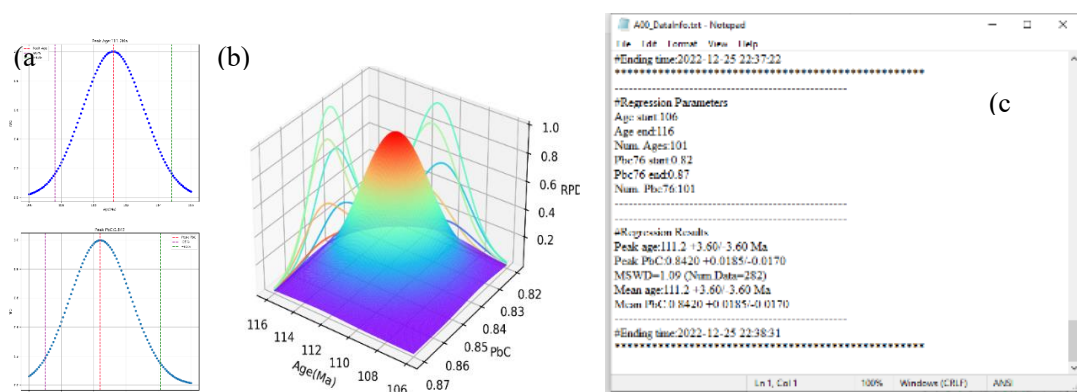 (a
(b)
(c
Peak Age:111.2Ma
1.0
0.8
0.6
0.4
0.2
RPD
0.82
0.83
0.84
0.85
0.86
0.87
PbC
116
114
112
110
108
106
Age(Ma)
A00_DataInfo.txt - Notepad
File Edit Format View Help
#Ending time:2022-12-25 22:37:22
**************************************************
--------------------------------------------------
#Regression Parameters
Age start:106
Age end:116
Num. Ages:101
Pbc76 start:0.82
Pbc76 end:0.87
Num. Pbc76:101
--------------------------------------------------
--------------------------------------------------
#Regression Results
Peak age:111.2 +3.60/-3.60 Ma
Peak PbC:0.8420 +0.0185/-0.0170
MSWD=1.09 (Num.Data=282)
Mean age:111.2 +3.60/-3.60 Ma
Mean PbC:0.8420 +0.0185/-0.0170
--------------------------------------------------
#Ending time:2022-12-25 22:38:31
**************************************************
Ln 1, Col 1
100%
Windows (CRLF)
ANSI